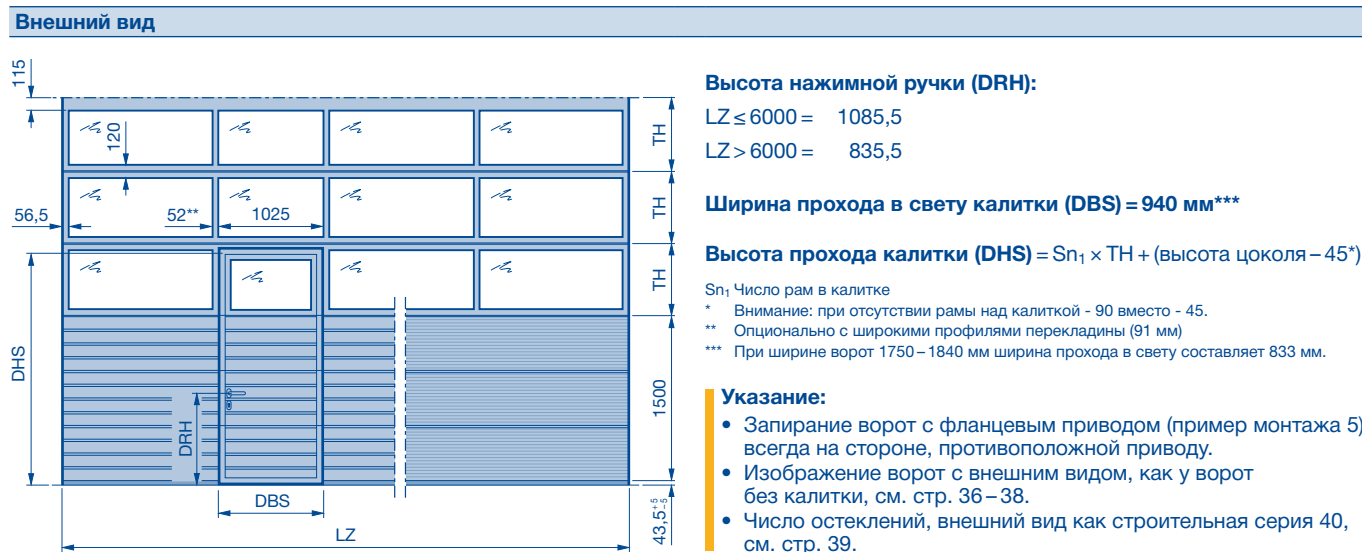 Внешний вид
115
120
56,5
52**
1025
TH
TH
TH
1500
DHS
DRH
DBS
LZ
43,5 +5 -5
Высота нажимной ручки (DRH):
LZ ≤ 6000 = 1085,5
LZ > 6000 = 835,5
Ширина прохода в свету калитки (DBS) = 940 мм***
Высота прохода калитки (DHS) = Sn₁ × TH + (высота цоколя – 45*)
Sn₁ Число рам в калитке
* Внимание: при отсутствии рамы над калиткой - 90 вместо - 45.
** Опционально с широкими профилями перекладины (91 мм)
*** При ширине ворот 1750 – 1840 мм ширина прохода в свету составляет 833 мм.
Указание:
• Запирание ворот с фланцевым приводом (пример монтажа 5)
всегда на стороне, противоположной приводу.
• Изображение ворот с внешним видом, как у ворот
без калитки, см. стр. 36 – 38.
• Число остеклений, внешний вид как строительная серия 40,
см. стр. 39.